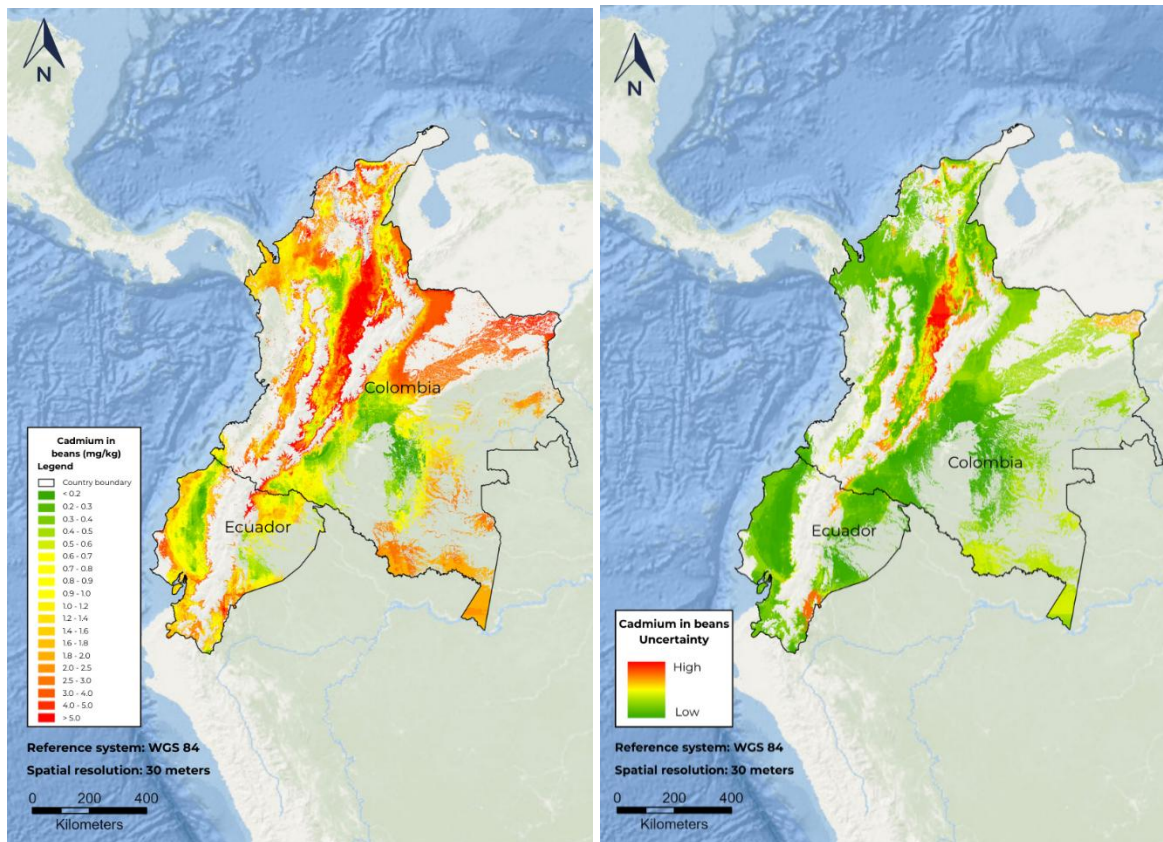 N
Colombia
Ecuador
Cadmium in
beans (mg/kg)
Legend
Country boundary
< 0.2
0.2 - 0.3
0.3 - 0.4
0.4 - 0.5
0.5 - 0.6
0.6 - 0.7
0.7 - 0.8
0.8 - 0.9
0.9 - 1.0
1.0 - 1.2
1.2 - 1.4
1.4 - 1.6
1.6 - 1.8
1.8 - 2.0
2.0 - 2.5
2.5 - 3.0
3.0 - 4.0
4.0 - 5.0
> 5.0
Reference system: WGS 84
Spatial resolution: 30 meters
0 200 400
Kilometers
N
Colombia
Ecuador
Cadmium in beans
Uncertainty
High
Low
Reference system: WGS 84
Spatial resolution: 30 meters
0 200 400
Kilometers